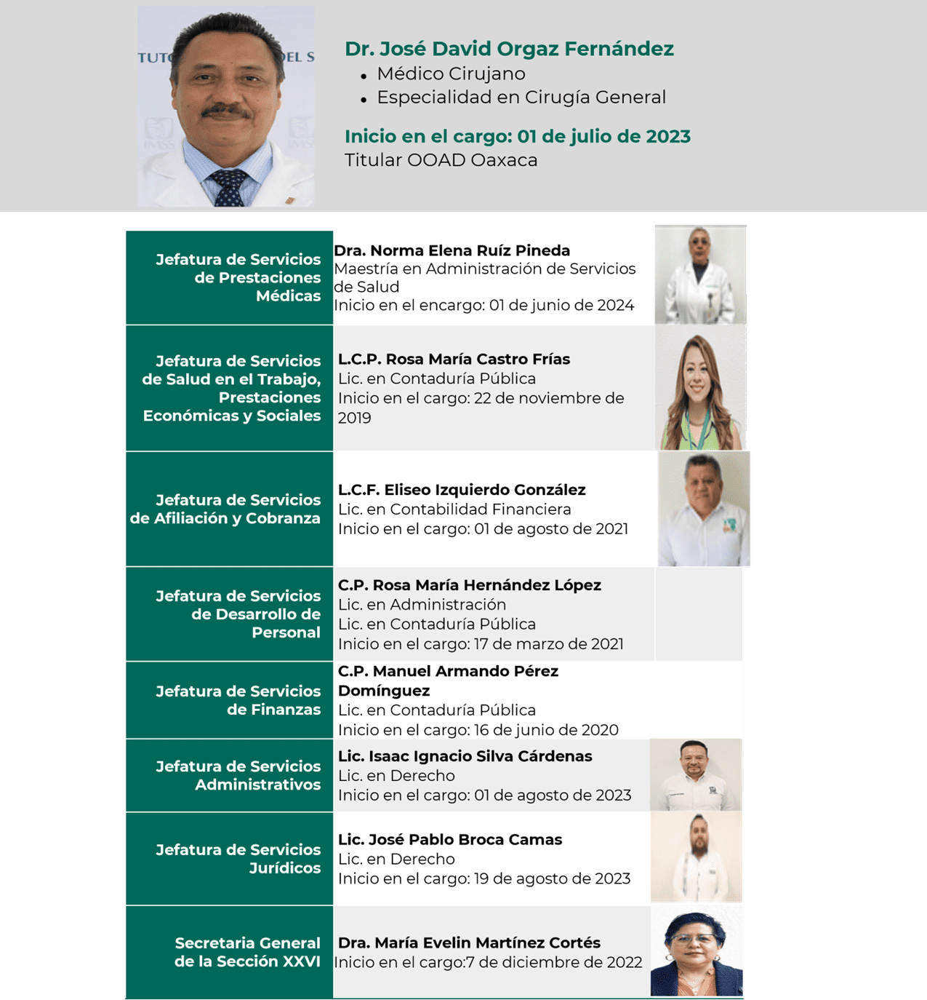 TUTO DEL S
IMSS IMSS
Dr. José David Orgaz Fernández
• Médico Cirujano
• Especialidad en Cirugía General
Inicio en el cargo: 01 de julio de 2023
Titular OOAD Oaxaca
Jefatura de Servicios
de Prestaciones
Médicas
Dra. Norma Elena Ruíz Pineda
Maestría en Administración de Servicios
de Salud
Inicio en el encargo: 01 de junio de 2024
Jefatura de Servicios
de Salud en el Trabajo,
Prestaciones
Económicas y Sociales
L.C.P. Rosa María Castro Frías
Lic. en Contaduría Pública
Inicio en el cargo: 22 de noviembre de
2019
Jefatura de Servicios
de Afiliación y Cobranza
L.C.F. Eliseo Izquierdo González
Lic. en Contabilidad Financiera
Inicio en el cargo: 01 de agosto de 2021
Jefatura de Servicios
de Desarrollo de
Personal
C.P. Rosa María Hernández López
Lic. en Administración
Lic. en Contaduría Pública
Inicio en el cargo: 17 de marzo de 2021
Jefatura de Servicios
de Finanzas
C.P. Manuel Armando Pérez
Domínguez
Lic. en Contaduría Pública
Inicio en el cargo: 16 de junio de 2020
Jefatura de Servicios
Administrativos
Lic. Isaac Ignacio Silva Cárdenas
Lic. en Derecho
Inicio en el cargo: 01 de agosto de 2023
Jefatura de Servicios
Jurídicos
Lic. José Pablo Broca Camas
Lic. en Derecho
Inicio en el cargo: 19 de agosto de 2023
Secretaria General
de la Sección XXVI
Dra. María Evelin Martínez Cortés
Inicio en el cargo:7 de diciembre de 2022